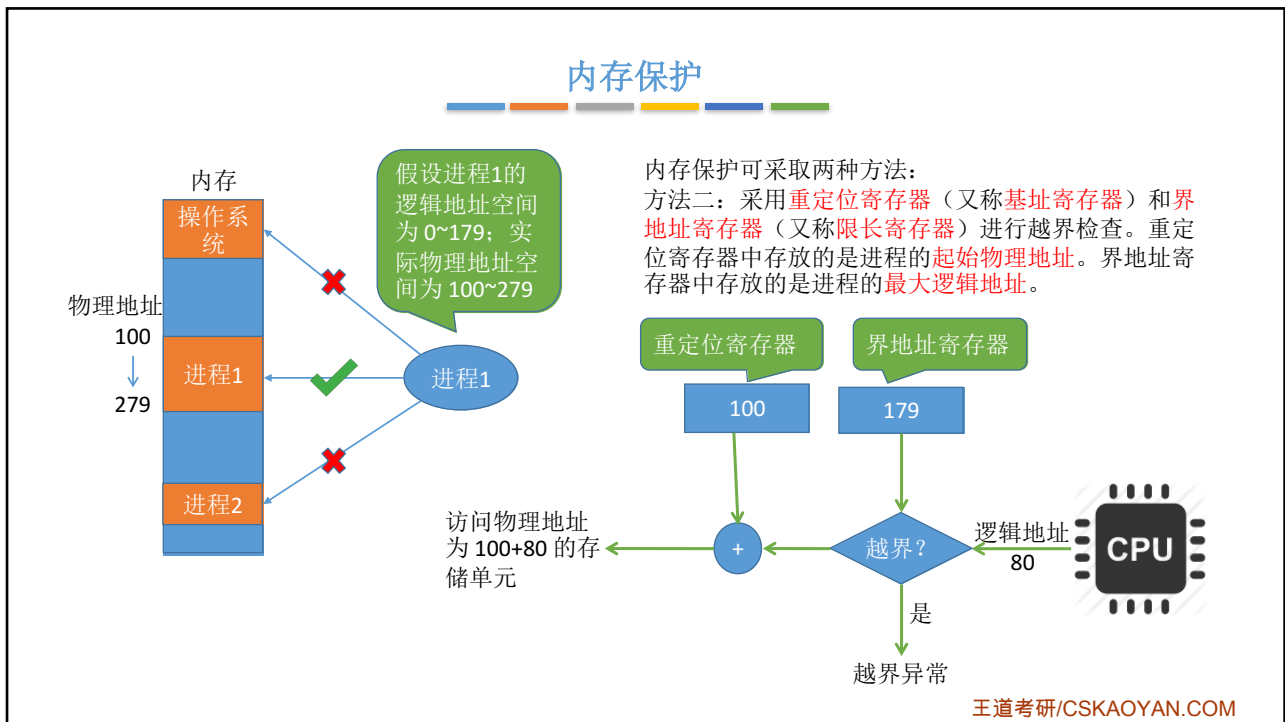 内存保护
内存
操作系
统
物理地址
100
279
进程1
进程2
假设进程1的
逻辑地址空间
为 0~179；实
际物理地址空
间为 100~279
进程1
内存保护可采取两种方法：
方法二：采用重定位寄存器（又称基址寄存器）和界
地址寄存器（又称限长寄存器）进行越界检查。重定
位寄存器中存放的是进程的起始物理地址。界地址寄
存器中存放的是进程的最大逻辑地址。
重定位寄存器
界地址寄存器
100
179
访问物理地址
为 100+80 的存
储单元
+
越界？
逻辑地址
80
CPU
是
越界异常
王道考研/CSKAOYAN.COM